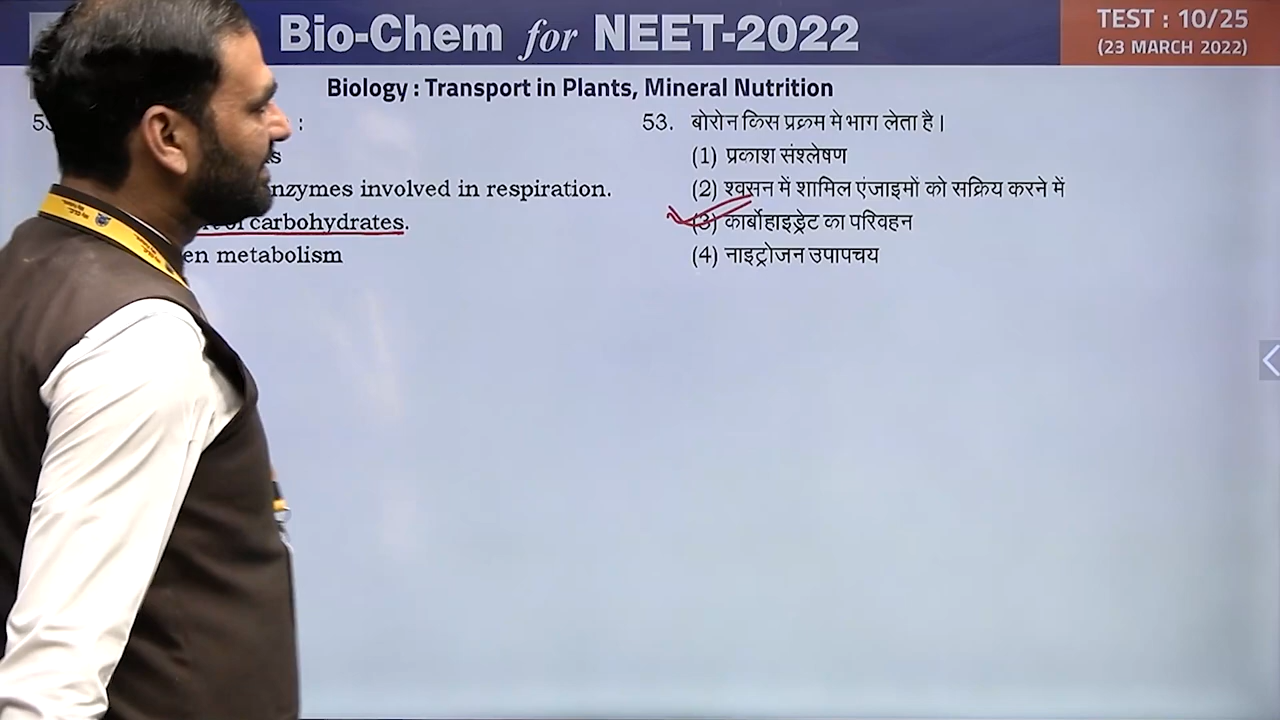 Bio-Chem for NEET-2022
TEST : 10/25
(23 MARCH 2022)
Biology : Transport in Plants, Mineral Nutrition
:
enzymes involved in respiration.
of carbohydrates.
metabolism
53. बोरोन किस प्रक्रम मे भाग लेता है।
(1) प्रकाश संश्लेषण
(2) श्वसन में शामिल एंजाइमों को सक्रिय करने में
(3) कार्बोहाइड्रेट का परिवहन
(4) नाइट्रोजन उपापचय